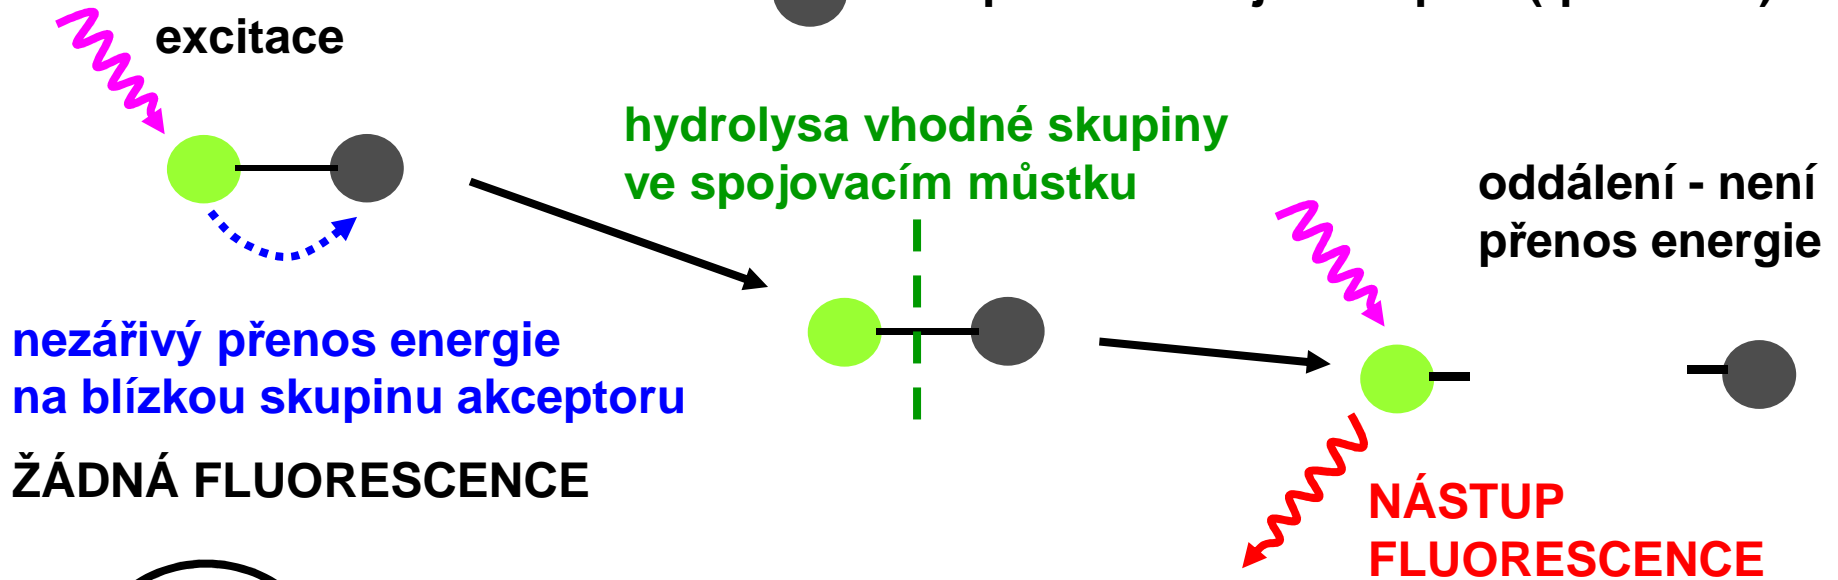 excitace
hydrolysa vhodné skupiny
ve spojovacím můstku
oddálení - není
přenos energie
nezářivý přenos energie
na blízkou skupinu akceptoru
ŽÁDNÁ FLUORESCENCE
NÁSTUP
FLUORESCENCE